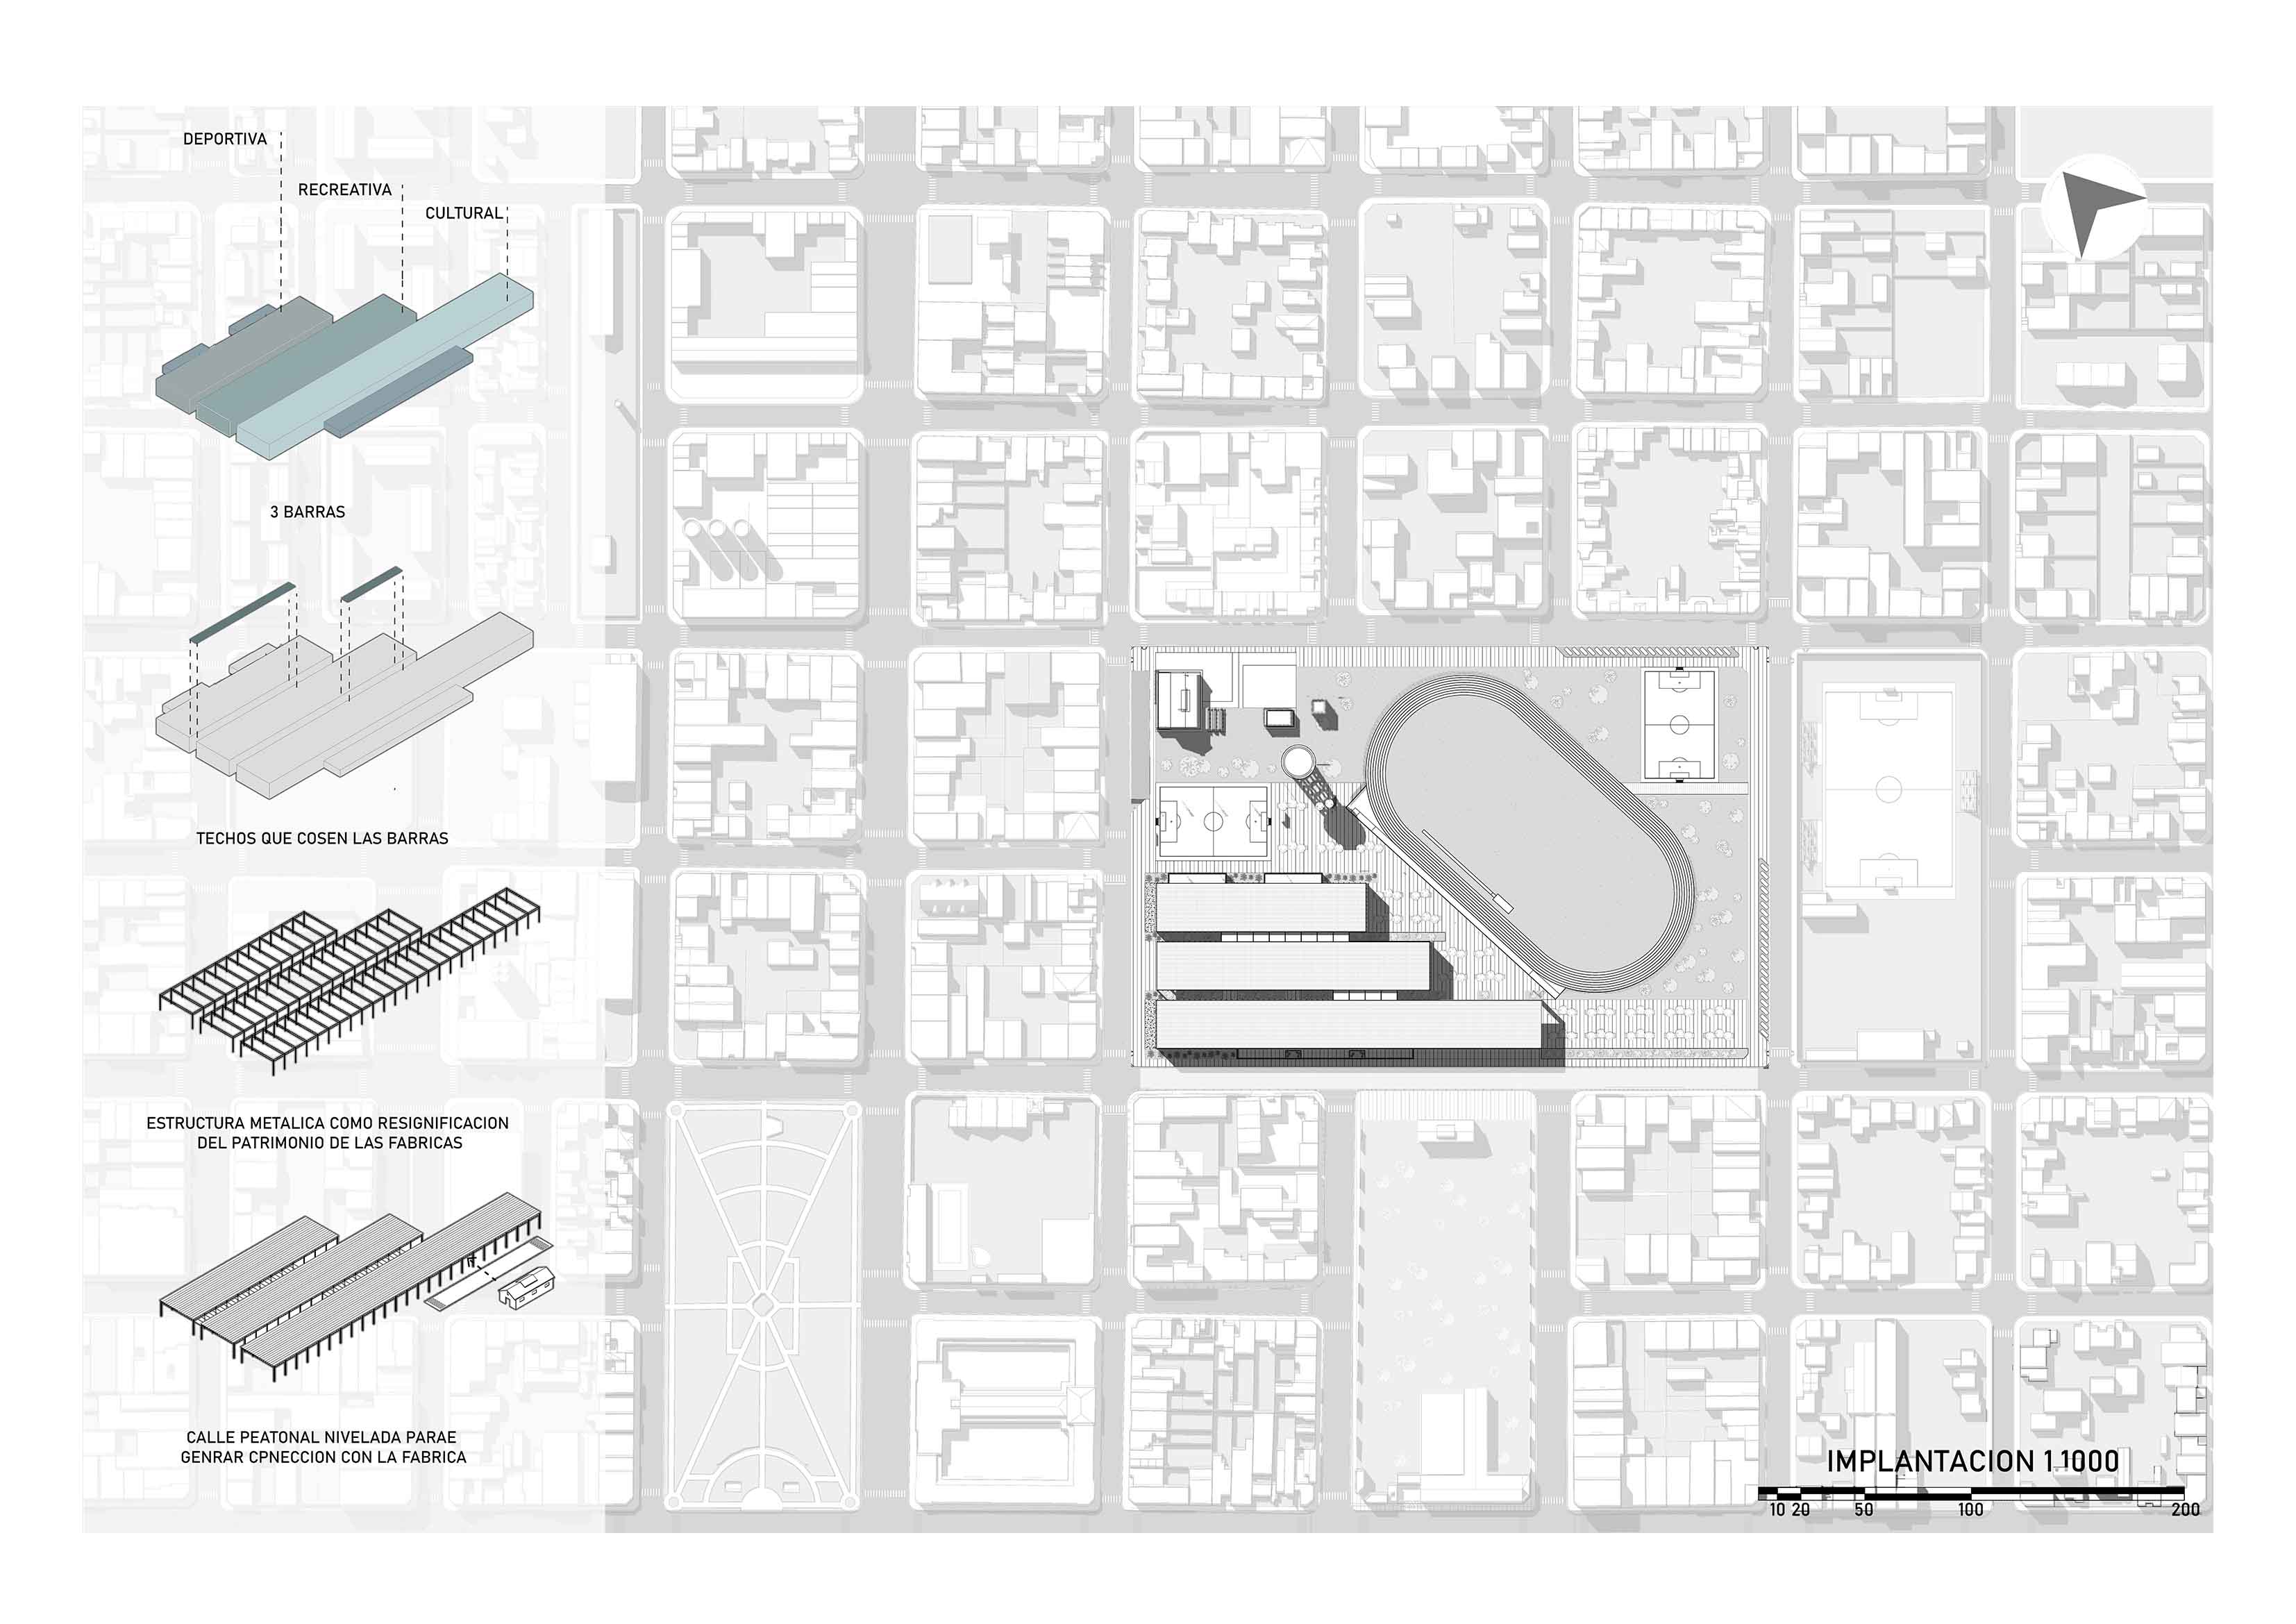 DEPORTIVA
RECREATIVA
CULTURAL
3 BARRAS
TECHOS QUE COSEN LAS BARRAS
ESTRUCTURA METALICA COMO RESIGNIFICACION
DEL PATRIMONIO DE LAS FABRICAS
CALLE PEATONAL NIVELADA PARAE
GENRAR CPNECCION CON LA FABRICA
IMPLANTACION 1.1000
10 20 50 100 200